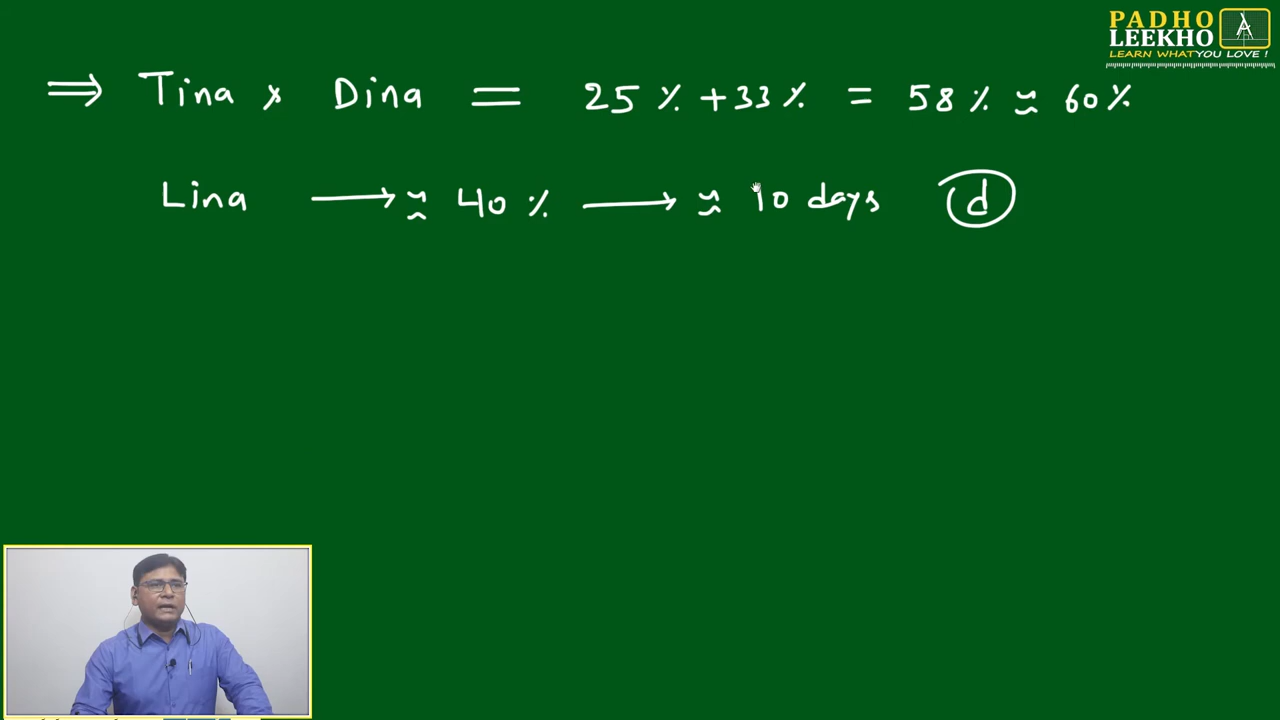 PADHO
LEEKHO
LEARN WHAT YOU LOVE !
⇒ Tina × Dina = 25 % + 33 % = 58 % ≈ 60 %
Lina → ≈ 40 % → ≈ 10 days d